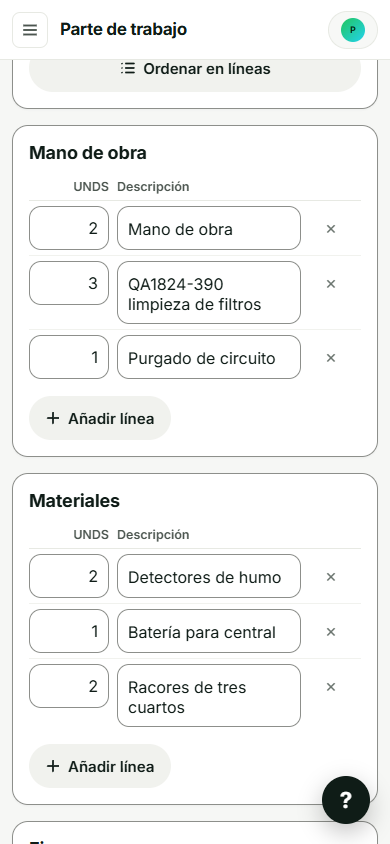 Parte de trabajo
P
Ordenar en líneas
Mano de obra
UNDS Descripción
2 Mano de obra ×
3 QA1824-390
limpieza de filtros ×
1 Purgado de circuito ×
+ Añadir línea
Materiales
UNDS Descripción
2 Detectores de humo ×
1 Batería para central ×
2 Racores de tres
cuartos ×
+ Añadir línea
?